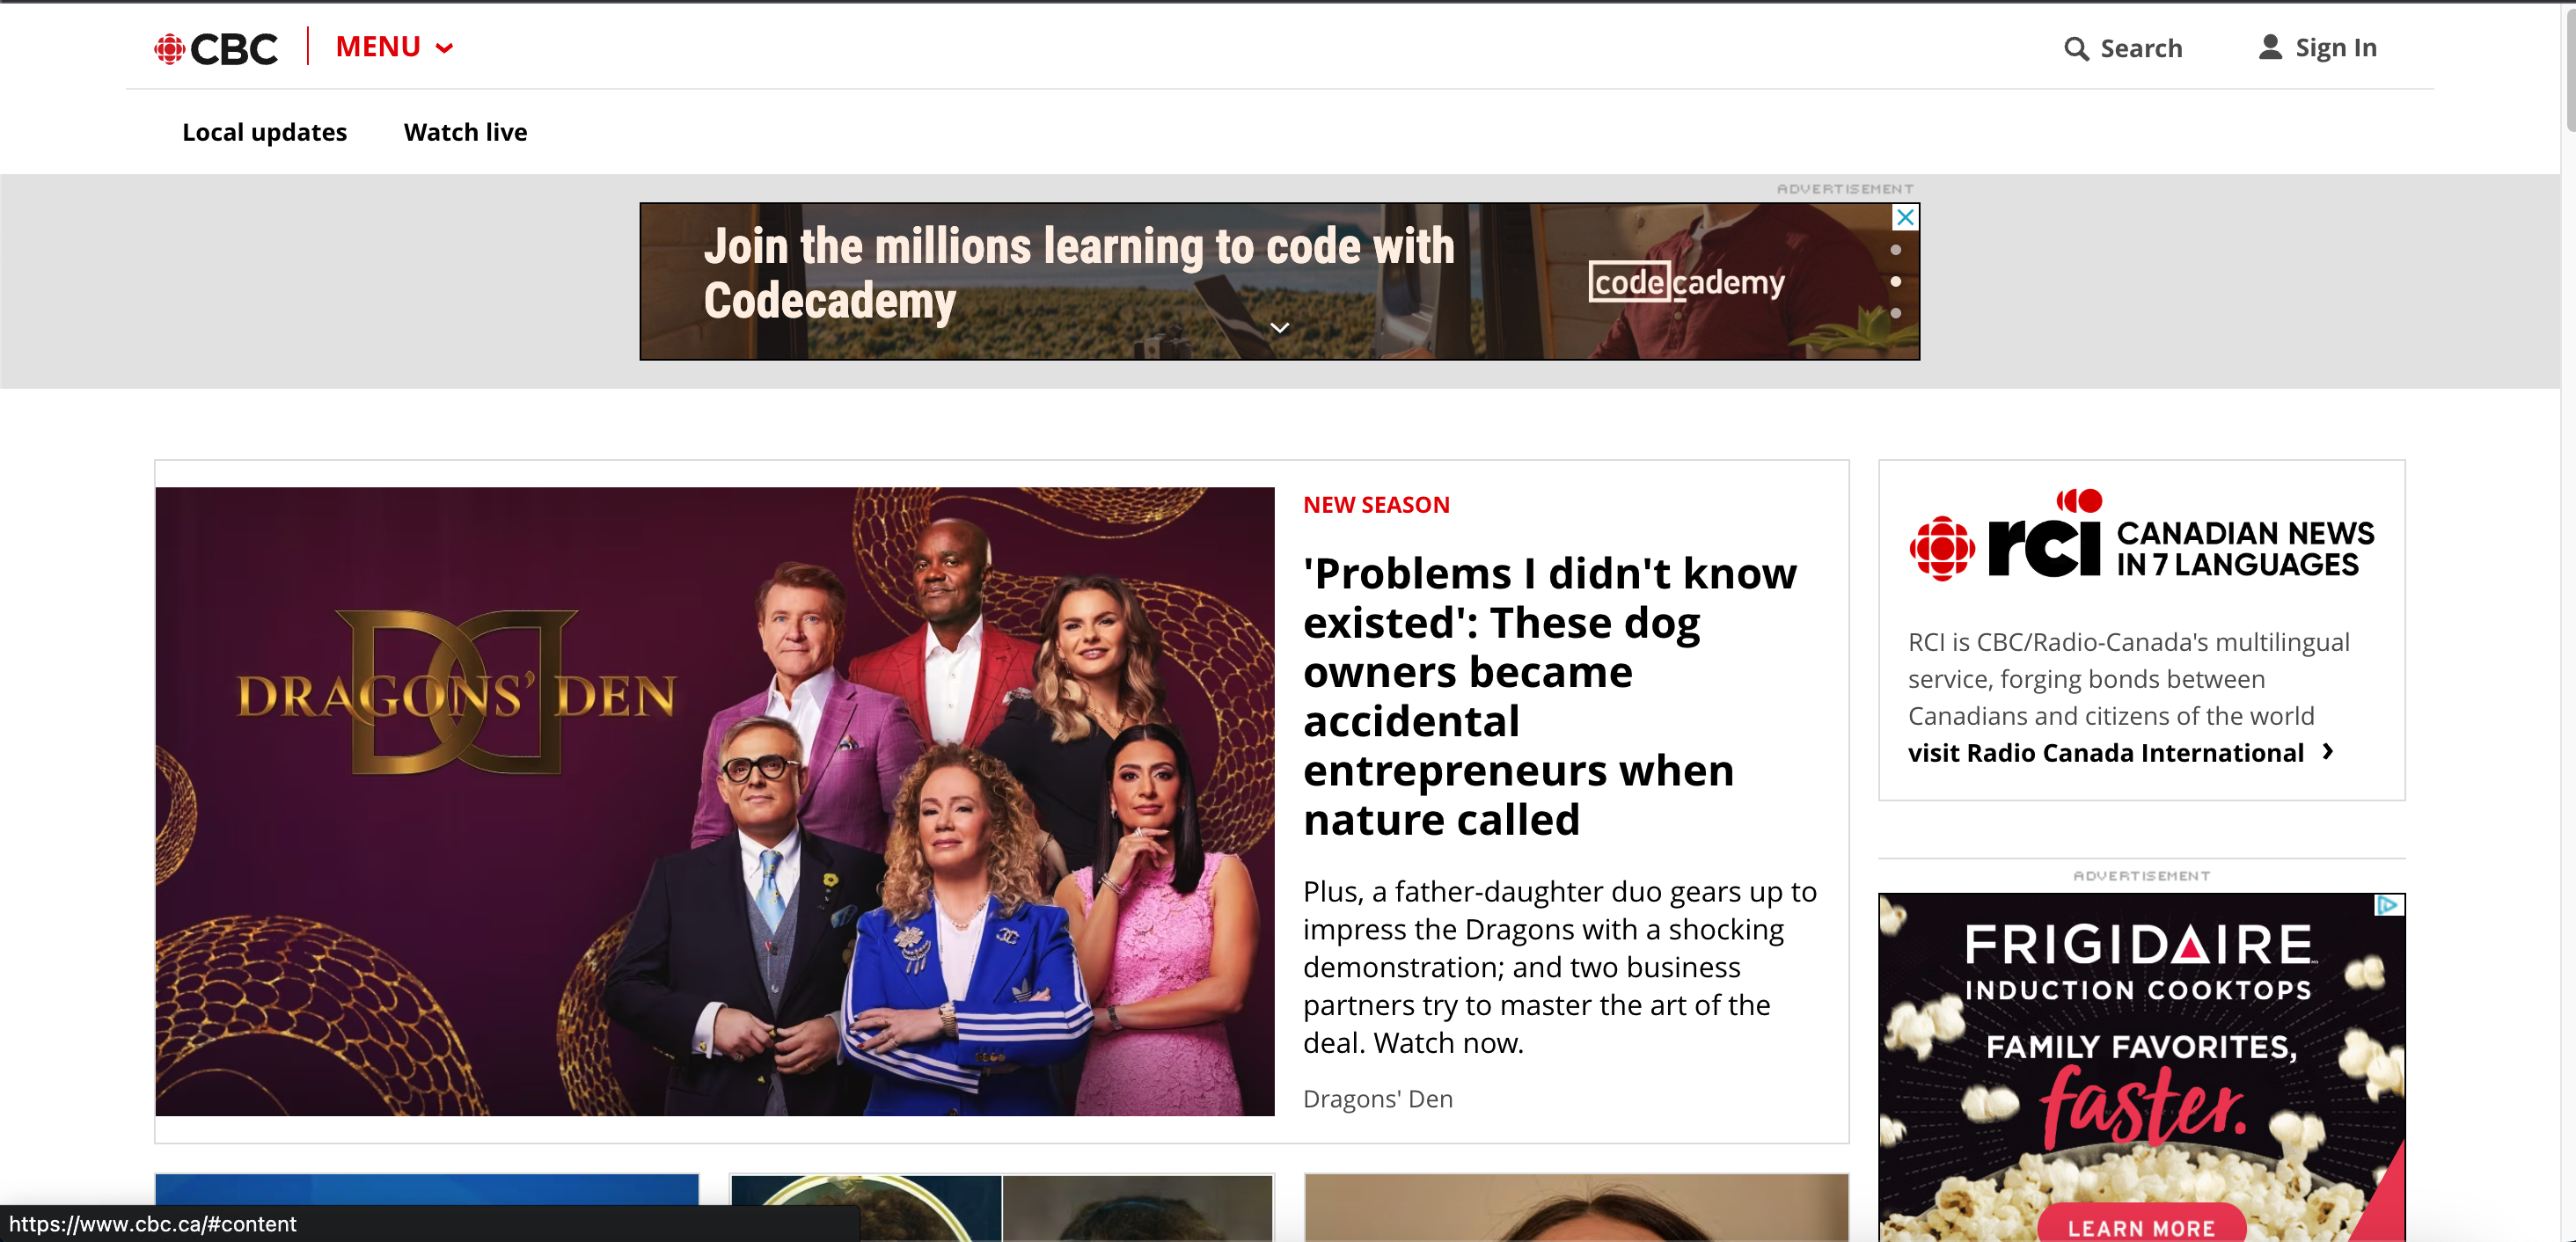 CBC
MENU
Search
Sign In
Local updates
Watch live
ADVERTISEMENT
Join the millions learning to code with
Codecademy
codecademy
DRAGONS' DEN
NEW SEASON
'Problems I didn't know
existed': These dog
owners became
accidental
entrepreneurs when
nature called
Plus, a father-daughter duo gears up to
impress the Dragons with a shocking
demonstration; and two business
partners try to master the art of the
deal. Watch now.
Dragons' Den
rci
CANADIAN NEWS
IN 7 LANGUAGES
RCI is CBC/Radio-Canada's multilingual
service, forging bonds between
Canadians and citizens of the world
visit Radio Canada International
ADVERTISEMENT
FRIGIDAIRE
INDUCTION COOKTOPS
FAMILY FAVORITES,
faster.
LEARN MORE
https://www.cbc.ca/#content